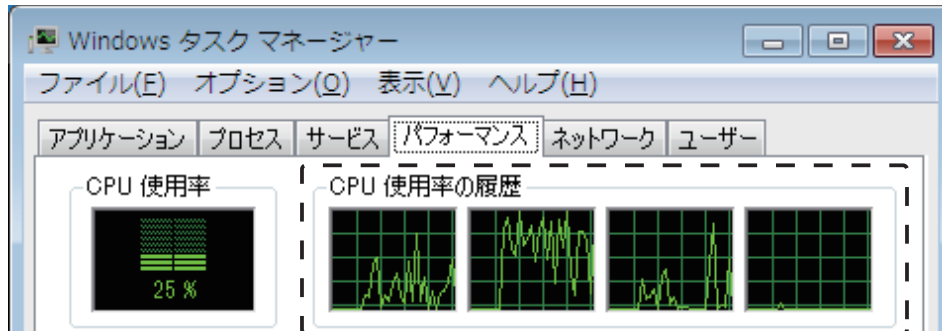 Windows タスク マネージャー
ファイル(F) オプション(O) 表示(V) ヘルプ(H)
アプリケーション プロセス サービス パフォーマンス ネットワーク ユーザー
CPU 使用率 CPU 使用率の履歴
25 %